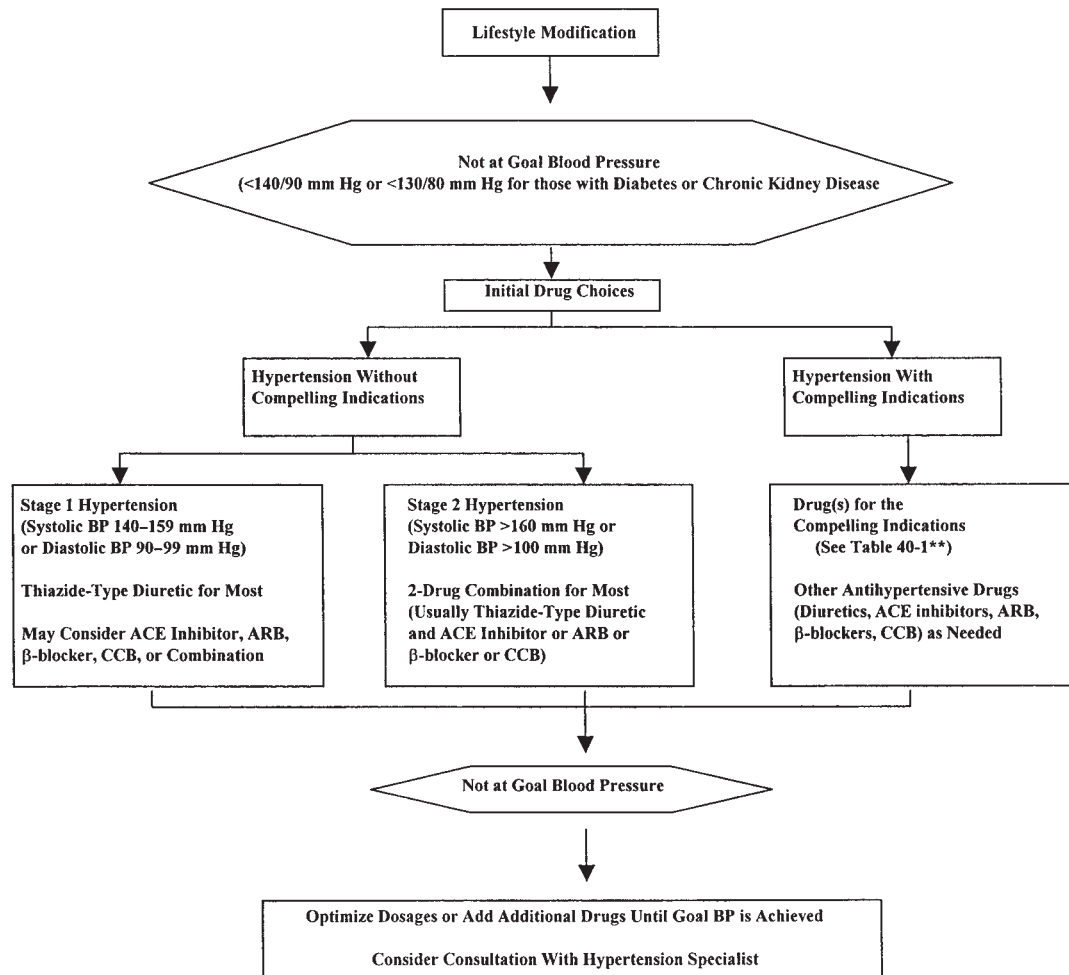 Lifestyle Modification
Not at Goal Blood Pressure
(<140/90 mm Hg or <130/80 mm Hg for those with Diabetes or Chronic Kidney Disease
Initial Drug Choices
Hypertension Without
Compelling Indications
Hypertension With
Compelling Indications
Stage 1 Hypertension
(Systolic BP 140–159 mm Hg
or Diastolic BP 90–99 mm Hg)
Thiazide-Type Diuretic for Most
May Consider ACE Inhibitor, ARB,
β-blocker, CCB, or Combination
Stage 2 Hypertension
(Systolic BP >160 mm Hg or
Diastolic BP >100 mm Hg)
2-Drug Combination for Most
(Usually Thiazide-Type Diuretic
and ACE Inhibitor or ARB or
β-blocker or CCB)
Drug(s) for the
Compelling Indications
(See Table 40-1**)
Other Antihypertensive Drugs
(Diuretics, ACE inhibitors, ARB,
β-blockers, CCB) as Needed
Not at Goal Blood Pressure
Optimize Dosages or Add Additional Drugs Until Goal BP is Achieved
Consider Consultation With Hypertension Specialist